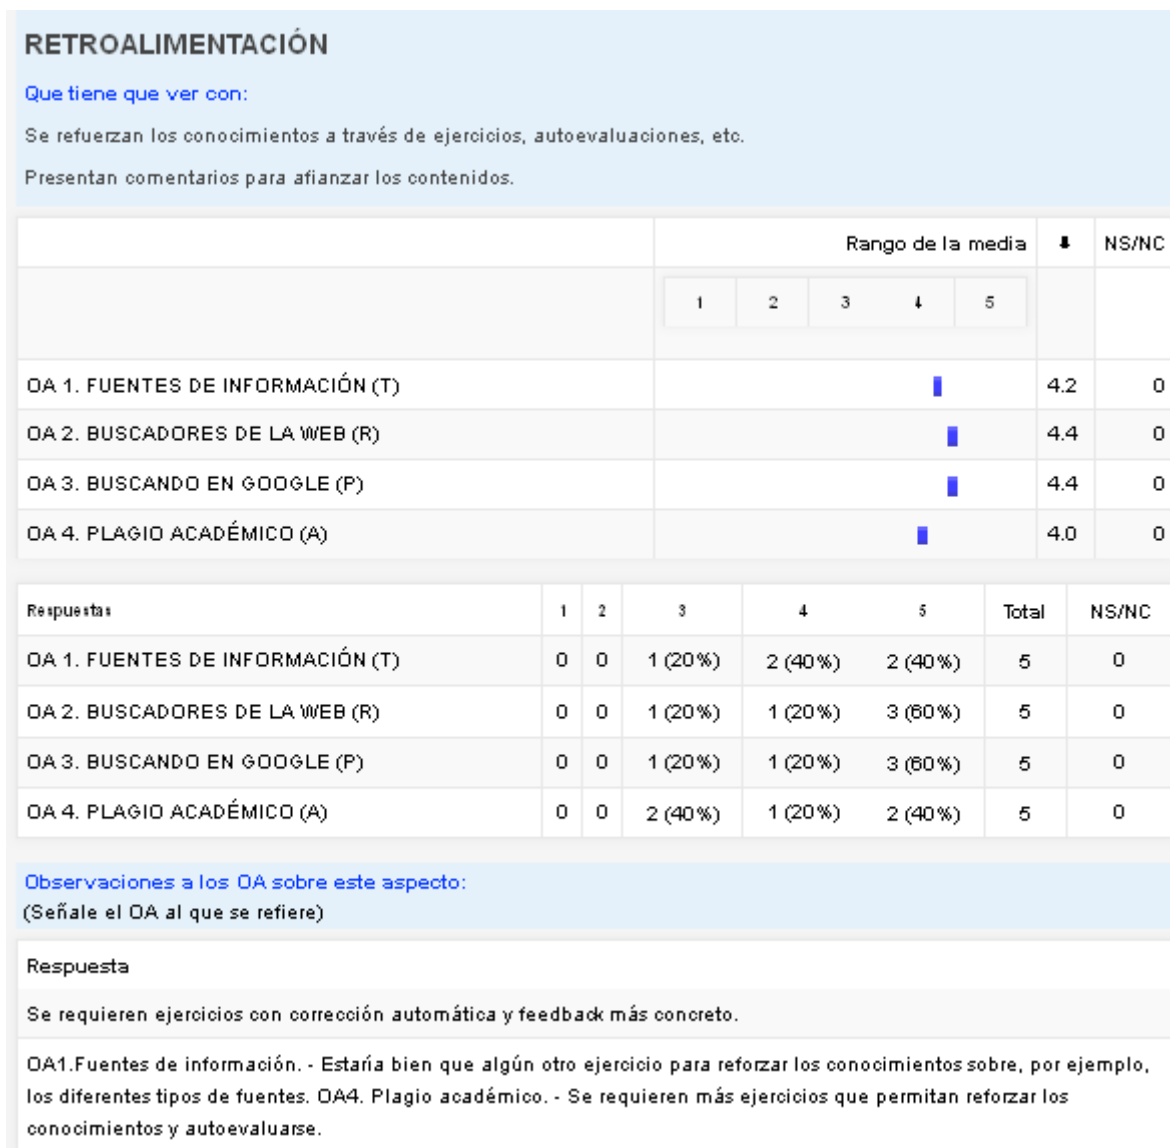 RETROALIMENTACIÓN
Que tiene que ver con:
Se refuerzan los conocimientos a través de ejercicios, autoevaluaciones, etc.
Presentan comentarios para afianzar los contenidos.
Rango de la media ⬇ NS/NC
1 2 3 4 5
OA 1. FUENTES DE INFORMACIÓN (T) 4.2 0
OA 2. BUSCADORES DE LA WEB (R) 4.4 0
OA 3. BUSCANDO EN GOOGLE (P) 4.4 0
OA 4. PLAGIO ACADÉMICO (A) 4.0 0
Respuestas 1 2 3 4 5 Total NS/NC
OA 1. FUENTES DE INFORMACIÓN (T) 0 0 1 (20%) 2 (40%) 2 (40%) 5 0
OA 2. BUSCADORES DE LA WEB (R) 0 0 1 (20%) 1 (20%) 3 (60%) 5 0
OA 3. BUSCANDO EN GOOGLE (P) 0 0 1 (20%) 1 (20%) 3 (60%) 5 0
OA 4. PLAGIO ACADÉMICO (A) 0 0 2 (40%) 1 (20%) 2 (40%) 5 0
Observaciones a los OA sobre este aspecto:
(Señale el OA al que se refiere)
Respuesta
Se requieren ejercicios con corrección automática y feedback más concreto.
OA1.Fuentes de información. - Estaría bien que algún otro ejercicio para reforzar los conocimientos sobre, por ejemplo,
los diferentes tipos de fuentes. OA4. Plagio académico. - Se requieren más ejercicios que permitan reforzar los
conocimientos y autoevaluarse.